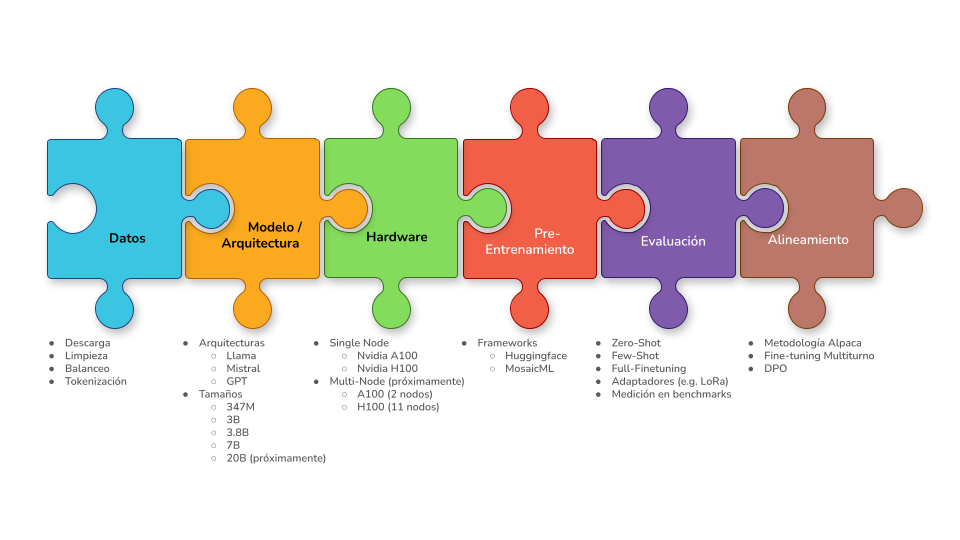 Datos
Modelo /
Arquitectura
Hardware
Pre-
Entrenamiento
Evaluación
Alineamiento
● Descarga
● Limpieza
● Balanceo
● Tokenización
● Arquitecturas
○ Llama
○ Mistral
○ GPT
● Tamaños
○ 347M
○ 3B
○ 3.8B
○ 7B
○ 20B (próximamente)
● Single Node
○ Nvidia A100
○ Nvidia H100
● Multi-Node (próximamente)
○ A100 (2 nodos)
○ H100 (11 nodos)
● Frameworks
○ Huggingface
○ MosaicML
● Zero-Shot
● Few-Shot
● Full-Finetuning
● Adaptadores (e.g. LoRa)
● Medición en benchmarks
● Metodología Alpaca
● Fine-tuning Multiturno
● DPO